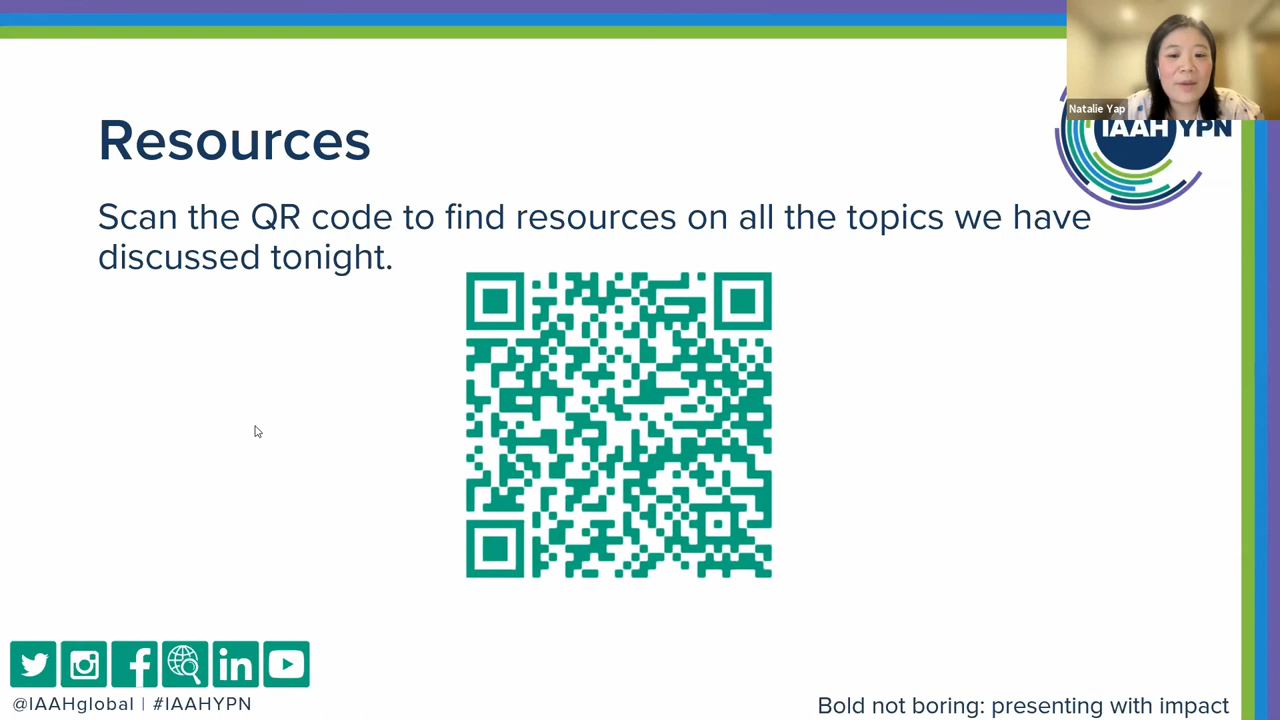 Natalie Yap
IAAH YPN
Resources
Scan the QR code to find resources on all the topics we have
discussed tonight.
@IAAHglobal | #IAAHYPN
Bold not boring: presenting with impact